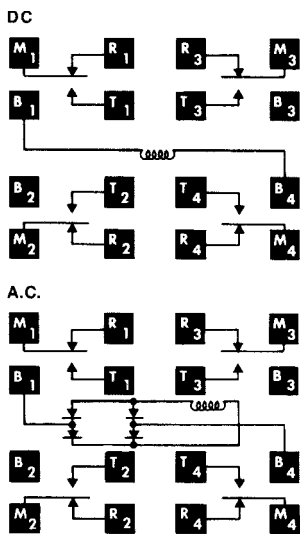 DC
M1 R1 R3 M3
B1 T1 T3 B3
B2 T2 T4 B4
M2 R2 R4 M4
A.C.
M1 R1 R3 M3
B1 T1 T3 B3
B2 T2 T4 B4
M2 R2 R4 M4